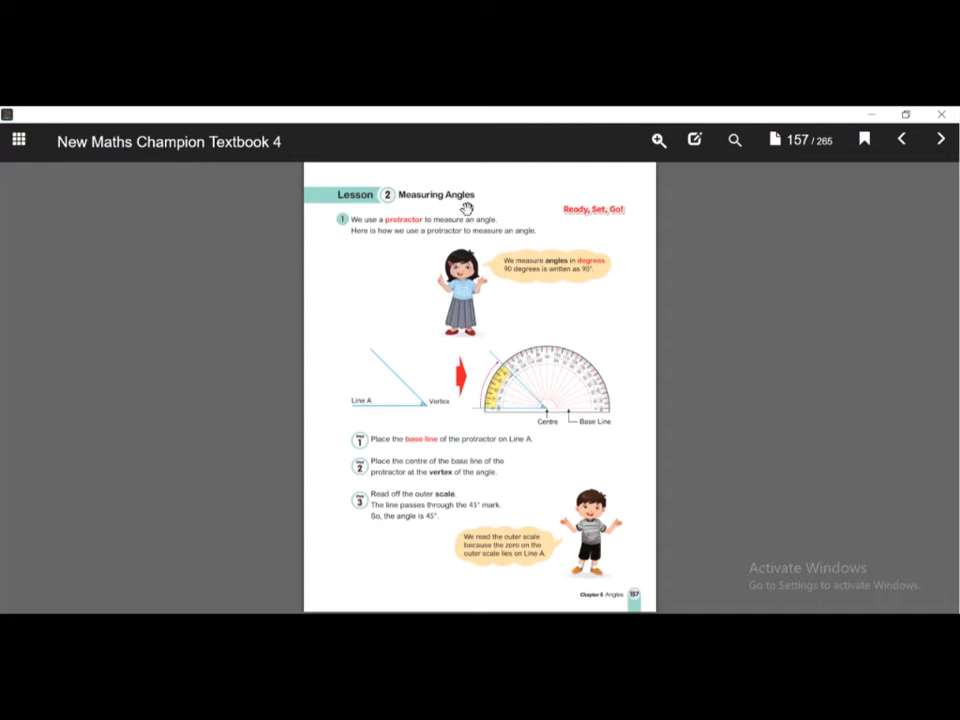 New Maths Champion Textbook 4
157 / 265
Lesson 2 Measuring Angles
Ready, Set, Go!
1 We use a protractor to measure an angle.
Here is how we use a protractor to measure an angle.
We measure angles in degrees.
90 degrees is written as 90°.
Line A
Vertex
Centre
Base Line
Step 1 Place the base line of the protractor on Line A.
Step 2 Place the centre of the base line of the
protractor at the vertex of the angle.
Step 3 Read off the outer scale.
The line passes through the 45° mark.
So, the angle is 45°.
We read the outer scale
because the zero on the
outer scale lies on Line A.
Activate Windows
Go to Settings to activate Windows.
Chapter 8 Angles 157